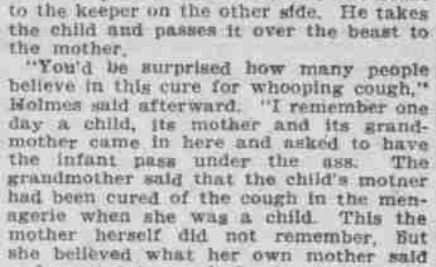 to the keeper on the other side. He takes
the child and passes it over the beast to
the mother.
"You'd be surprised how many people
believe in this cure for whooping cough,"
Holmes said afterward. "I remember one
day a child, its mother and its grand-
mother came in here and asked to have
the infant pass under the ass. The
grandmother said that the child's motner
had been cured of the cough in the men-
agerie when she was a child. This the
mother herself did not remember, But
she believed what her own mother said